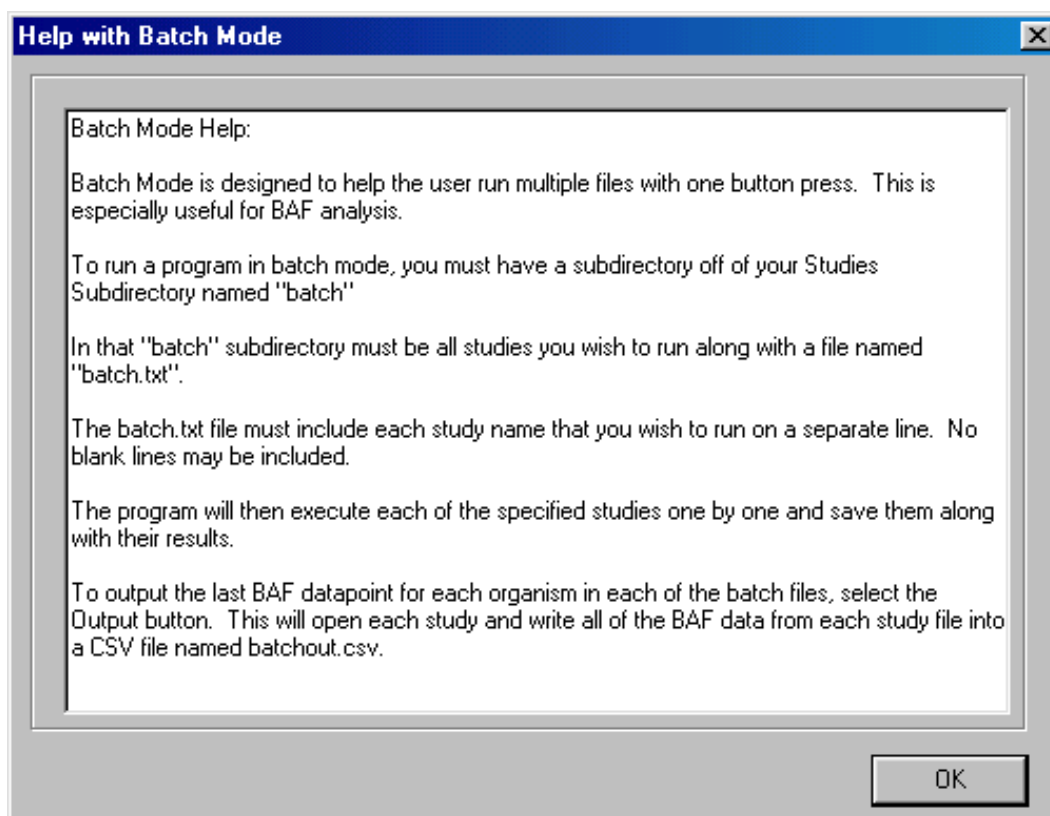 Help with Batch Mode
Batch Mode Help:
Batch Mode is designed to help the user run multiple files with one button press.  This is
especially useful for BAF analysis.
To run a program in batch mode, you must have a subdirectory off of your Studies
Subdirectory named "batch"
In that "batch" subdirectory must be all studies you wish to run along with a file named
"batch.txt".
The batch.txt file must include each study name that you wish to run on a separate line.  No
blank lines may be included.
The program will then execute each of the specified studies one by one and save them along
with their results.
To output the last BAF datapoint for each organism in each of the batch files, select the
Output button.  This will open each study and write all of the BAF data from each study file into
a CSV file named batchout.csv.
OK